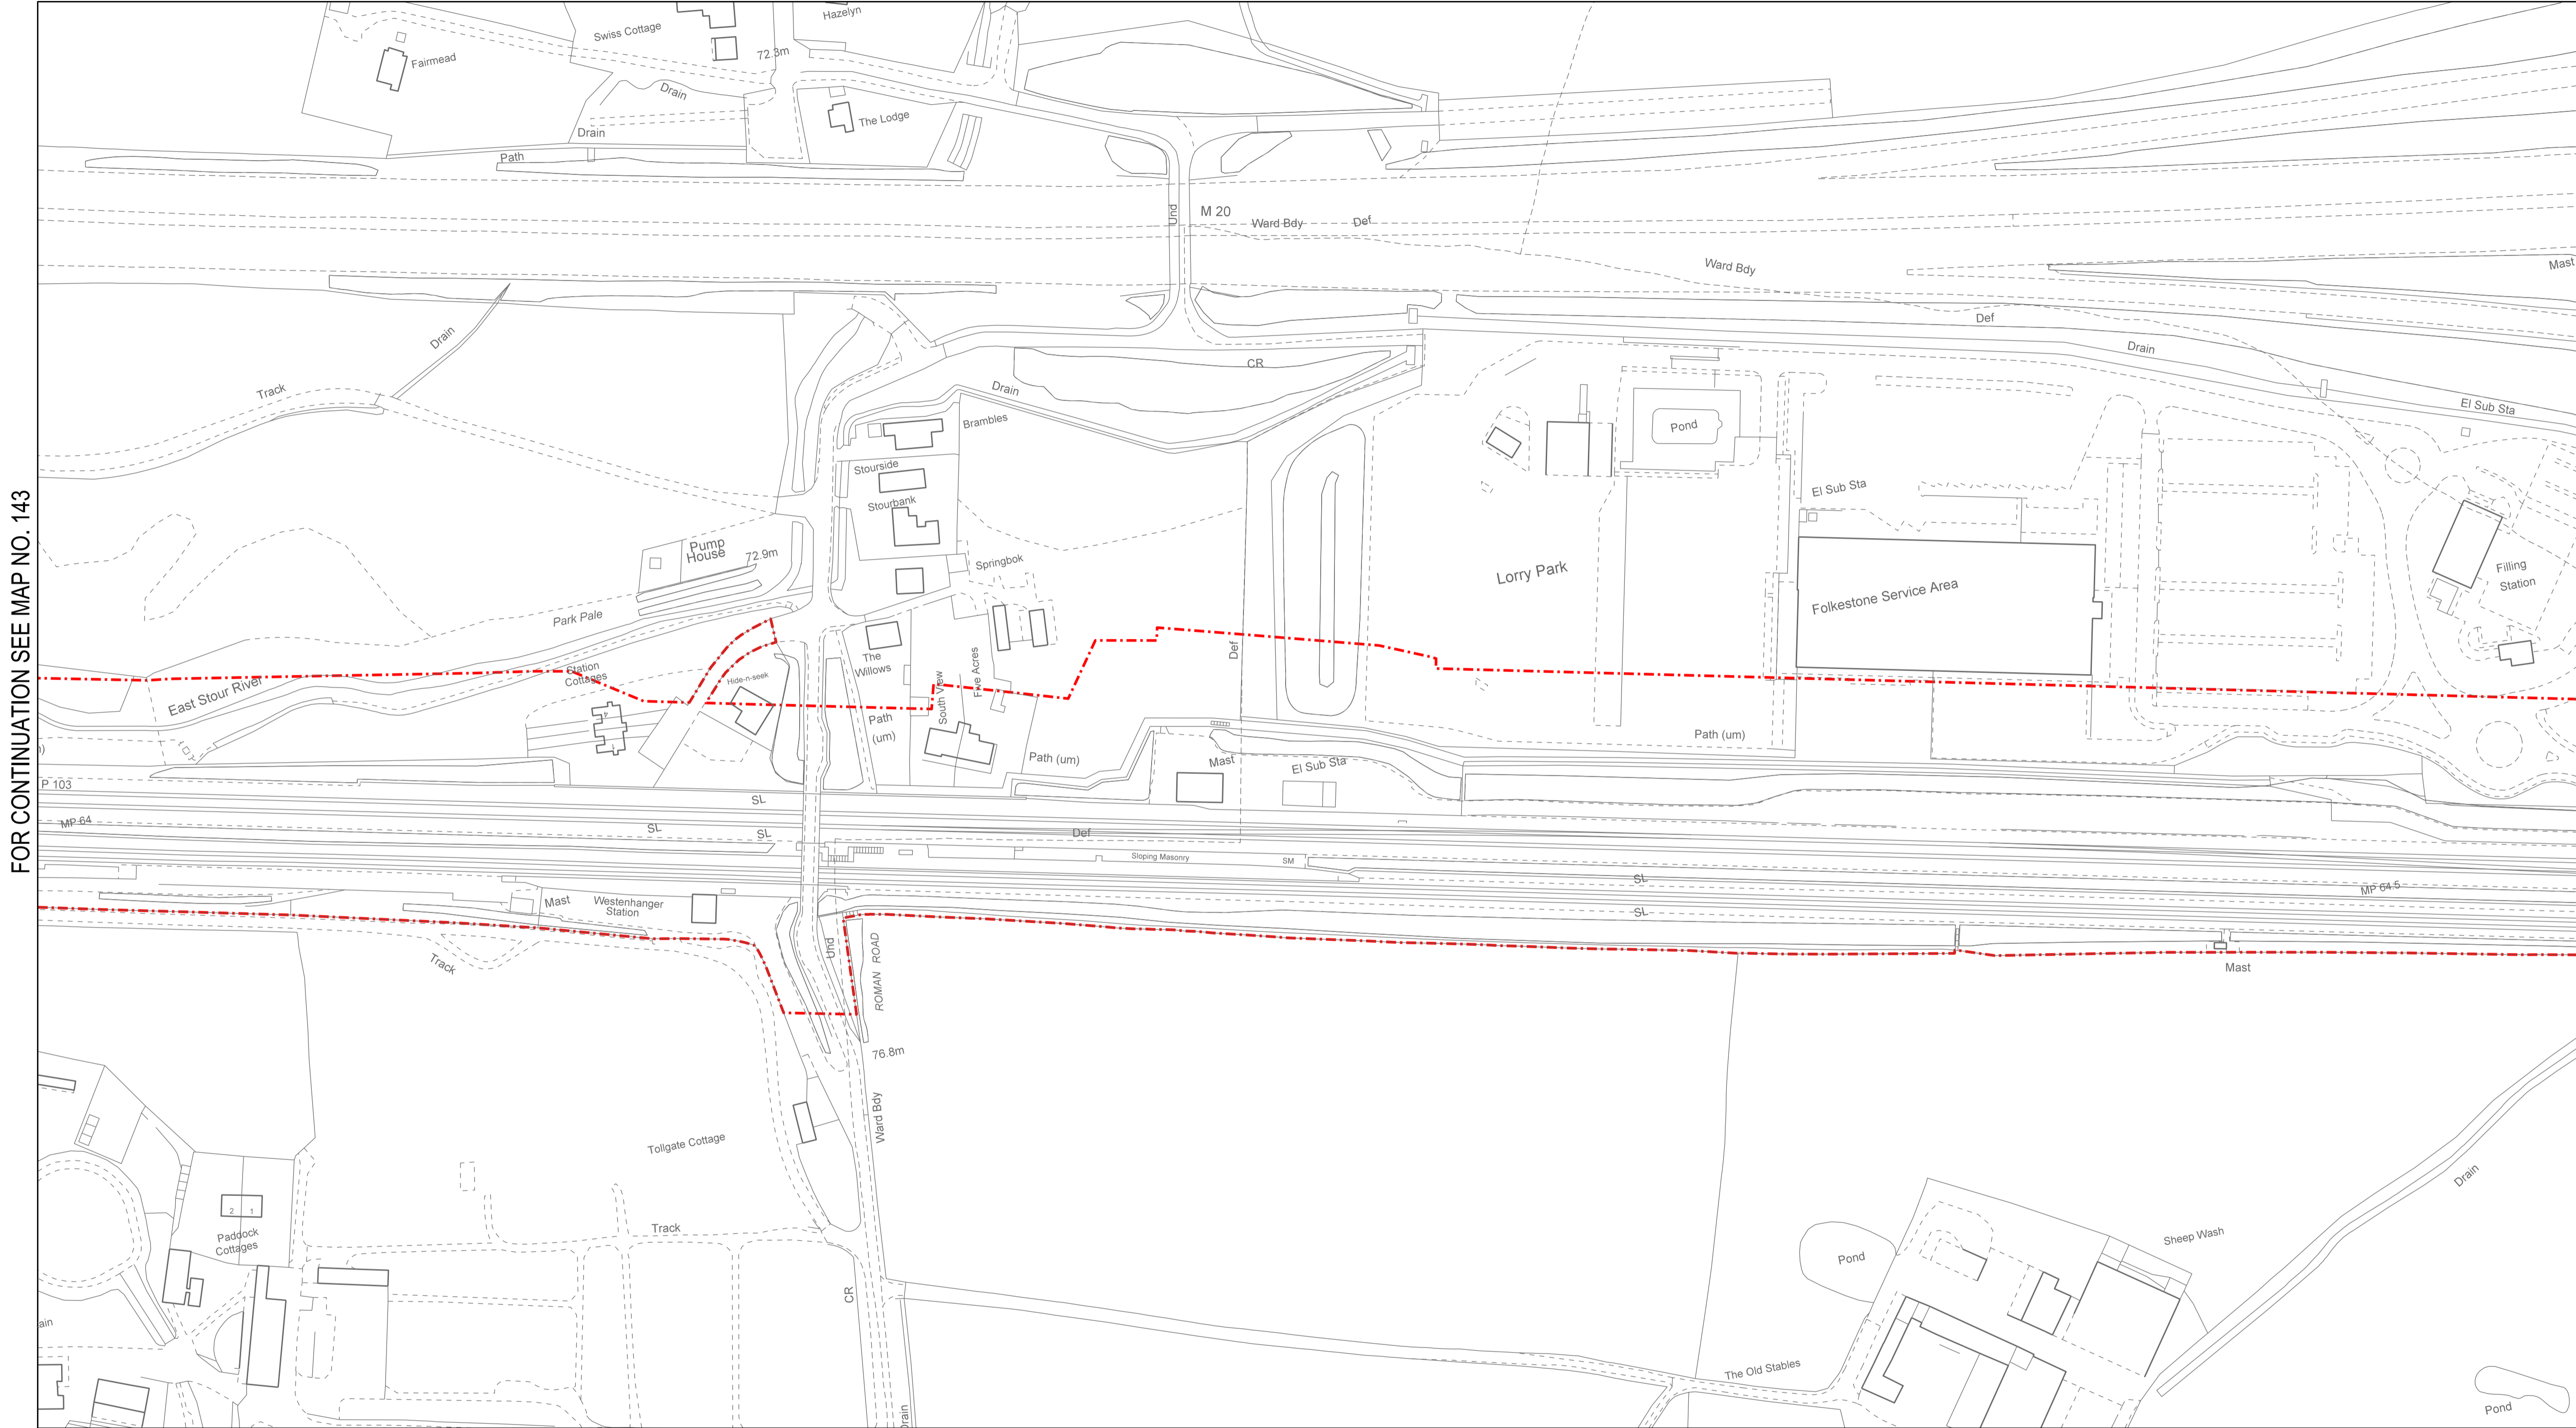 FOR CONTINUATION SEE MAP NO. 143
Hazelyn
Swiss Cottage
72.3m
Fairmead
Drain
The Lodge
Drain
Path
Und
M 20
Ward Bdy
Def
Ward Bdy
Mast
Def
Drain
Drain
CR
Track
Drain
El Sub Sta
Brambles
Pond
Stourside
El Sub Sta
Stourbank
Pump
House
72.9m
Springbok
Lorry Park
Filling
Station
Folkestone Service Area
Park Pale
Def
The
Willows
Five Acres
Station
Cottages
Hide-n-seek
East Stour River
South View
4
1
Path
(um)
Path (um)
Path (um)
Mast
El Sub Sta
P 103
SL
MP 64
SL
SL
Def
Sloping Masonry
SM
SL
MP 64.5
Mast
Westenhanger
Station
SL
Und
ROMAN ROAD
Track
Mast
76.8m
Ward Bdy
Tollgate Cottage
Drain
2
1
Track
Paddock
Cottages
Sheep Wash
Pond
CR
ain
The Old Stables
Drain
Pond